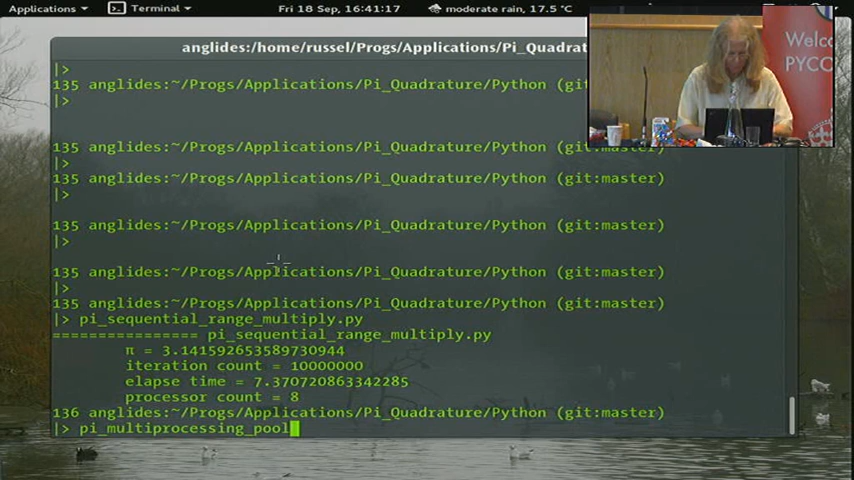 Applications
Terminal
Fri 18 Sep, 16:41:17
moderate rain, 17.5 °C
anglides:/home/russel/Progs/Applications/Pi_Quadrat
|>
135 anglides:~/Progs/Applications/Pi_Quadrature/Python (git:
|>
135 anglides:~/Progs/Applications/Pi_Quadrature/Python (git:master)
|>
135 anglides:~/Progs/Applications/Pi_Quadrature/Python (git:master)
|>
135 anglides:~/Progs/Applications/Pi_Quadrature/Python (git:master)
|>
135 anglides:~/Progs/Applications/Pi_Quadrature/Python (git:master)
|>
135 anglides:~/Progs/Applications/Pi_Quadrature/Python (git:master)
|> pi_sequential_range_multiply.py
================ pi_sequential_range_multiply.py
π = 3.141592653589730944
iteration count = 10000000
elapse time = 7.370720863342285
processor count = 8
136 anglides:~/Progs/Applications/Pi_Quadrature/Python (git:master)
|> pi_multiprocessing_pool
Welco
PYCO